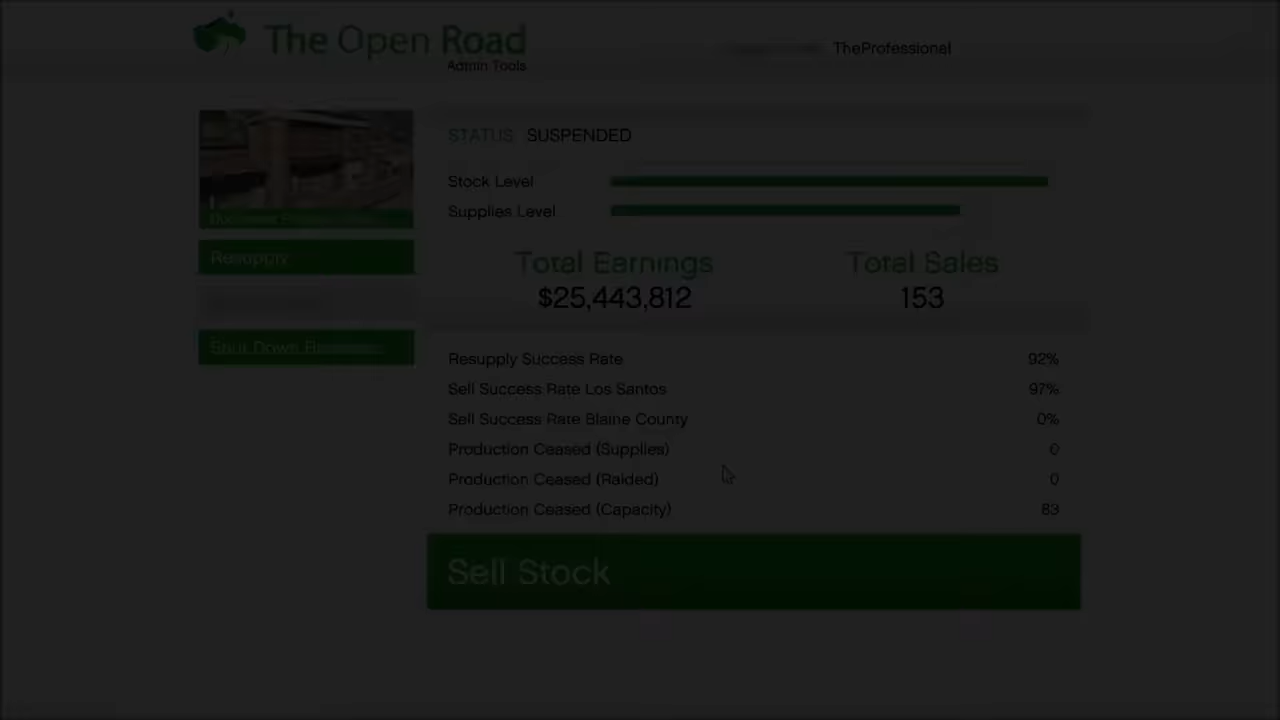 The Open Road
Admin Tools
TheProfessional
STATUS SUSPENDED
Stock Level
Supplies Level
Resupply
Total Earnings
Total Sales
$25,443,812
153
Shut Down
Resupply Success Rate 92%
Sell Success Rate Los Santos 97%
Sell Success Rate Blaine County 0%
Production Ceased (Supplies) 0
Production Ceased (Raided) 0
Production Ceased (Capacity) 83
Sell Stock